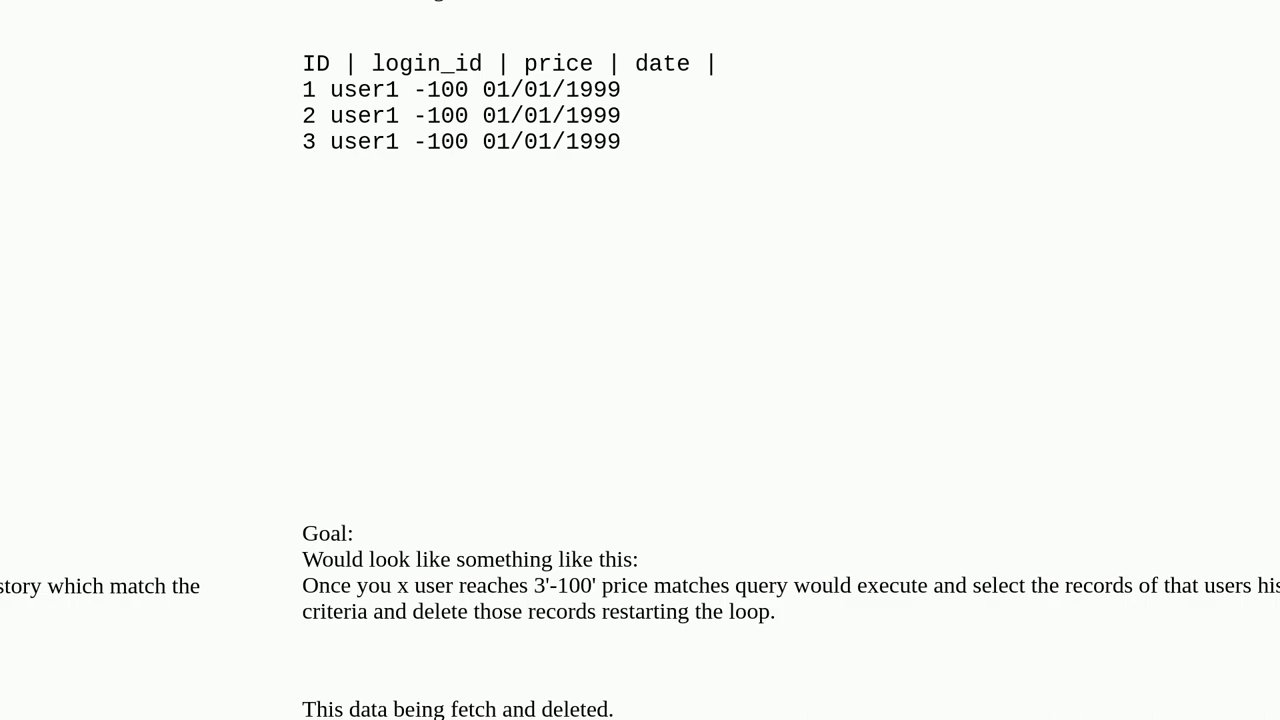 ID | login_id | price | date |
1 user1 -100 01/01/1999
2 user1 -100 01/01/1999
3 user1 -100 01/01/1999
Goal:
Would look like something like this:
story which match the
Once you x user reaches 3'-100' price matches query would execute and select the records of that users his
criteria and delete those records restarting the loop.
This data being fetch and deleted.